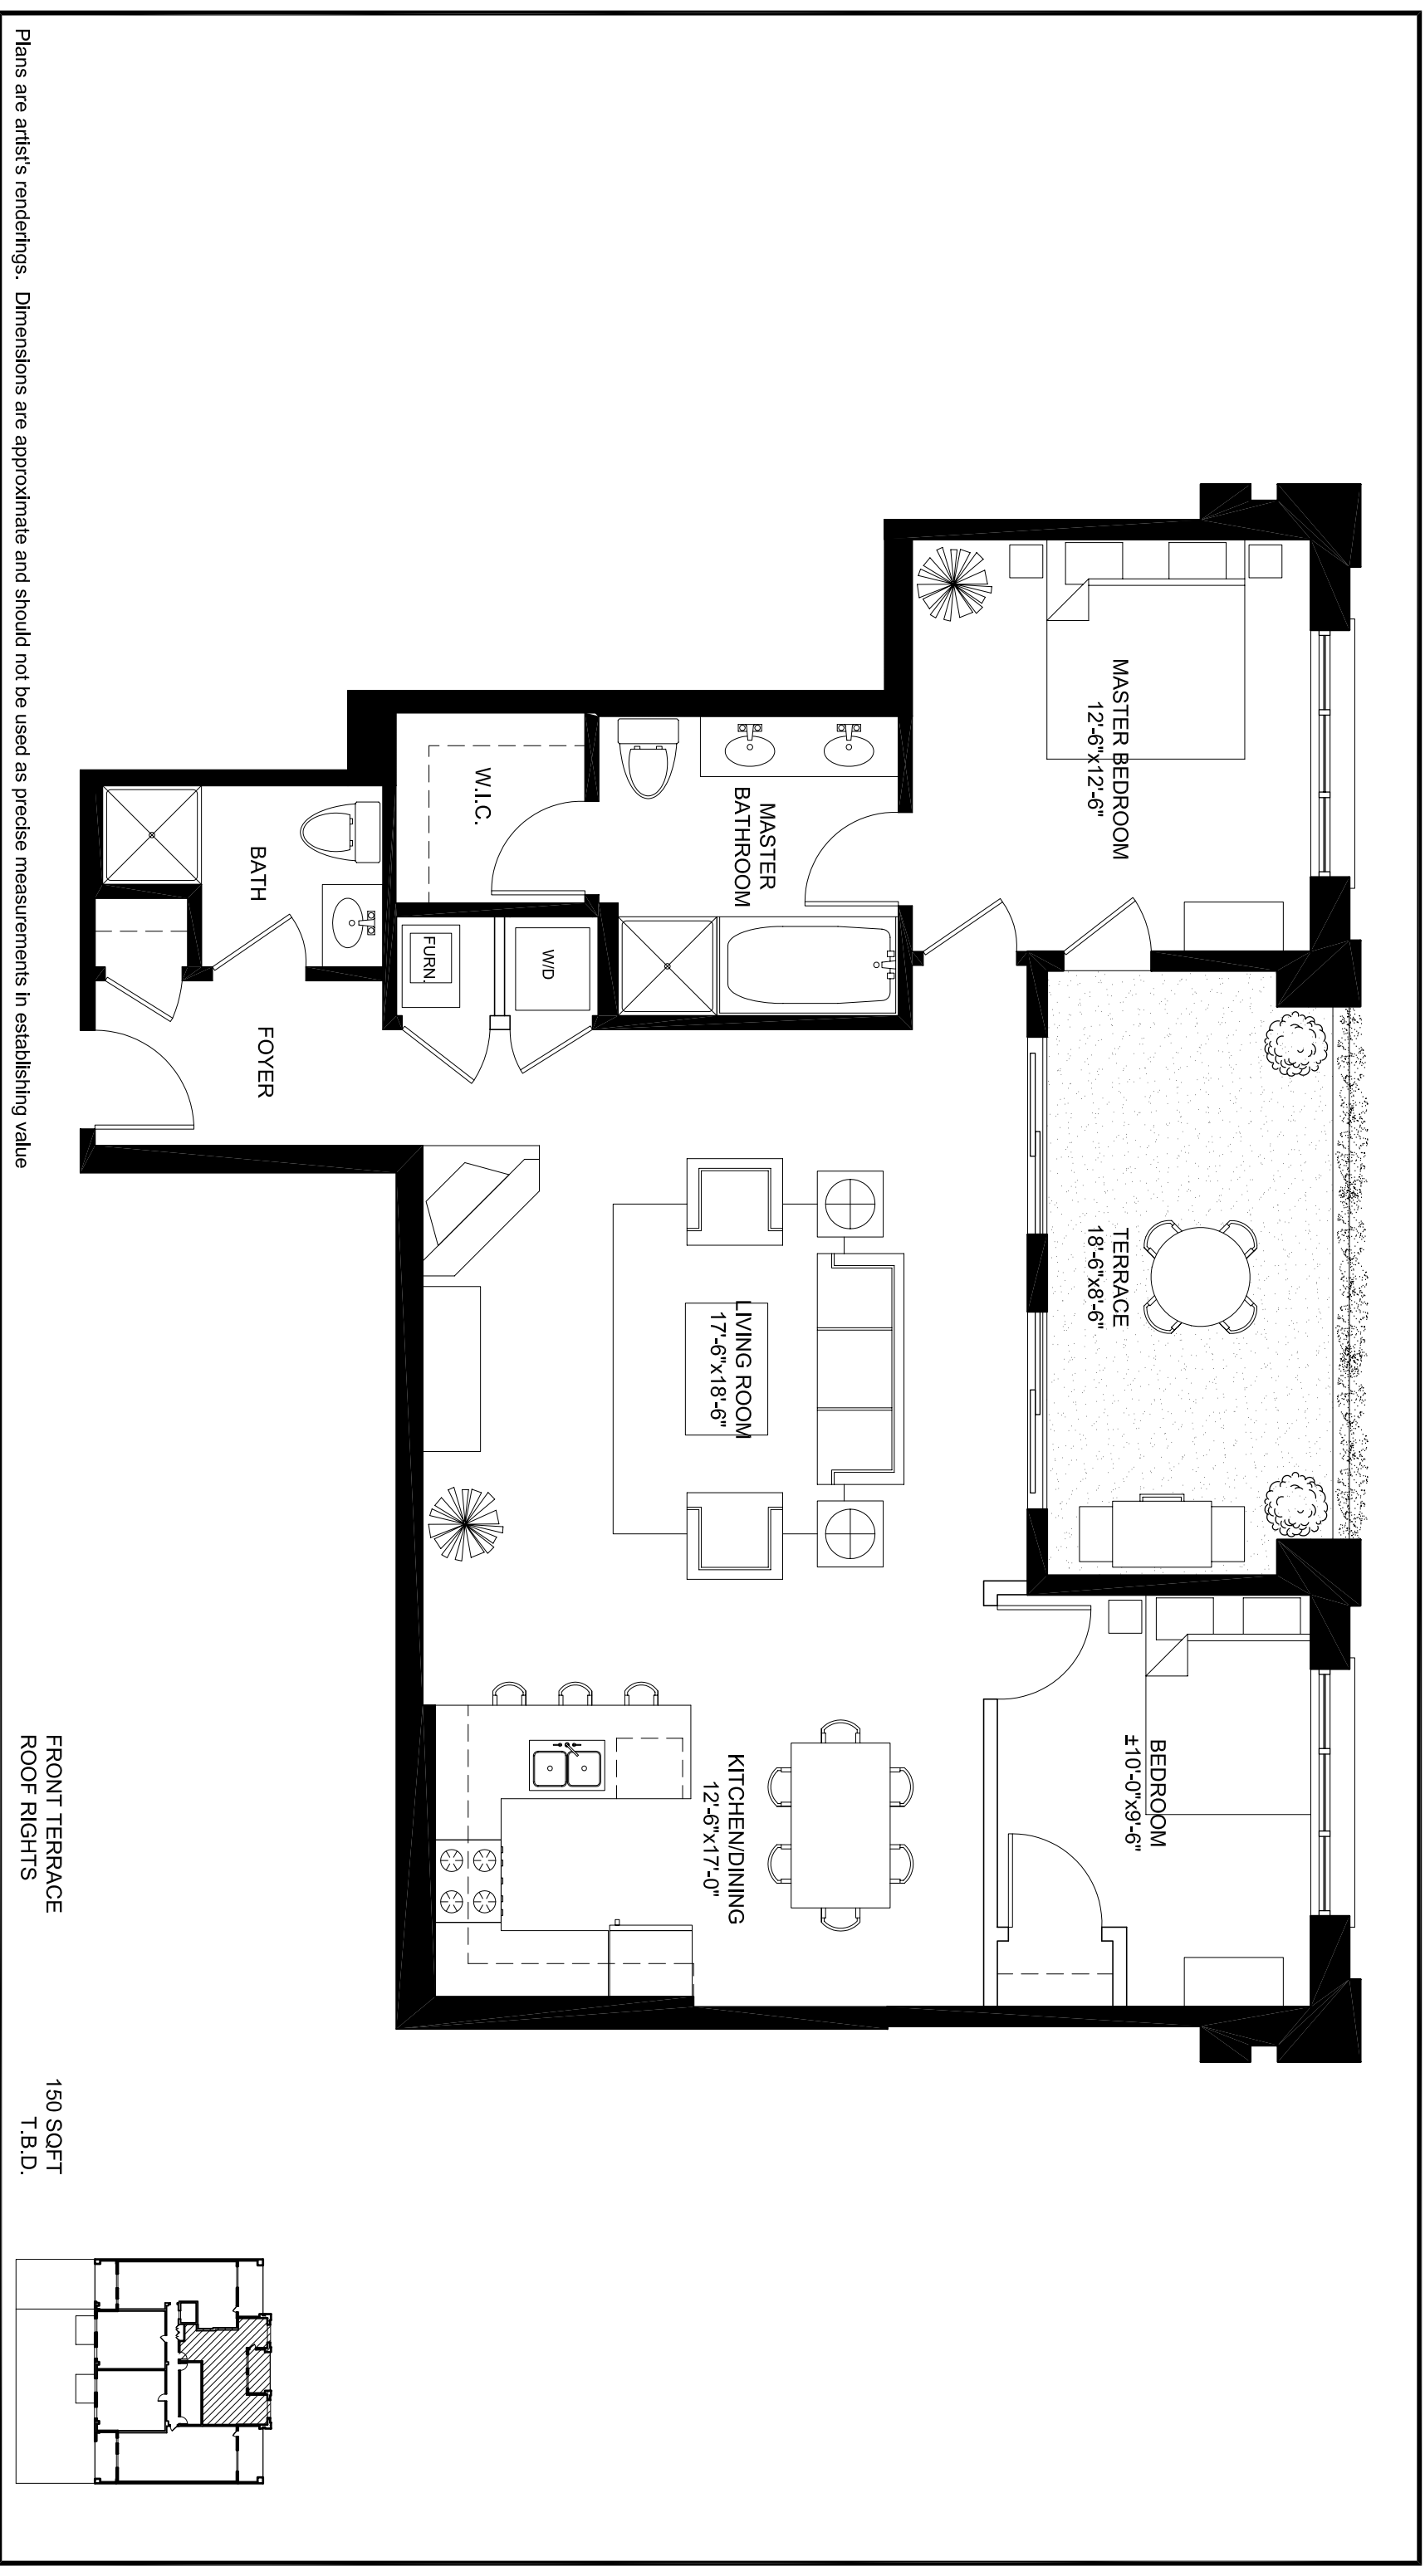 MASTER BEDROOM
12'-6"x12'-6"
TERRACE
18'-6"x8'-6"
BEDROOM
±10'-0"x9'-6"
MASTER
BATHROOM
W.I.C.
W/D
FURN.
LIVING ROOM
17'-6"x18'-6"
KITCHEN/DINING
12'-6"x17'-0"
BATH
FOYER
FRONT TERRACE 150 SQFT
ROOF RIGHTS T.B.D.
Plans are artist's renderings. Dimensions are approximate and should not be used as precise measurements in establishing value